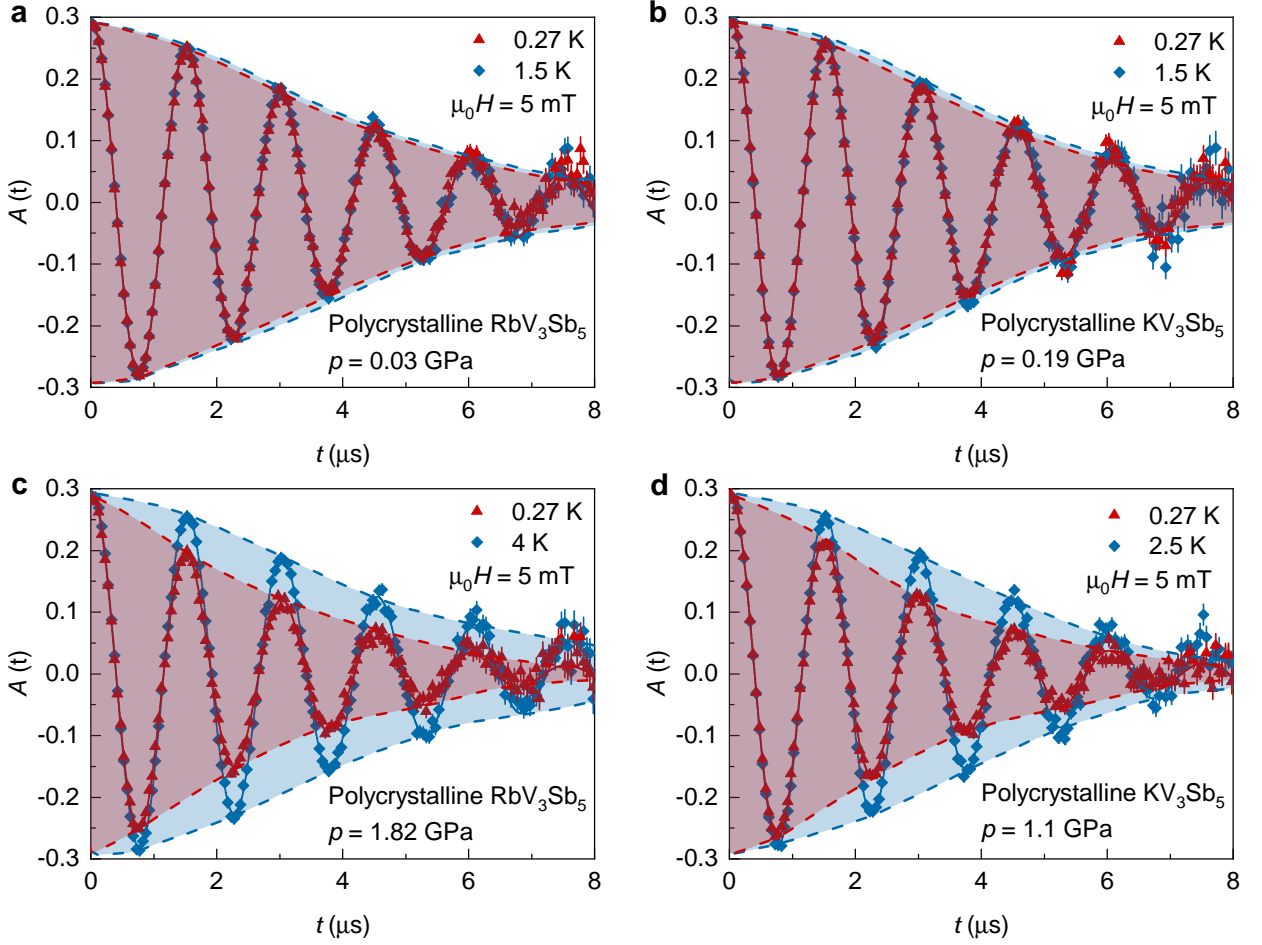 a
0.3
0.2
0.1
0.0
-0.1
-0.2
-0.3
A (t)
0.27 K
1.5 K
μ₀H = 5 mT
Polycrystalline RbV₃Sb₅
p = 0.03 GPa
0 2 4 6 8
t (μs)
b
0.3
0.2
0.1
0.0
-0.1
-0.2
-0.3
A (t)
0.27 K
1.5 K
μ₀H = 5 mT
Polycrystalline KV₃Sb₅
p = 0.19 GPa
0 2 4 6 8
t (μs)
c
0.3
0.2
0.1
0.0
-0.1
-0.2
-0.3
A (t)
0.27 K
4 K
μ₀H = 5 mT
Polycrystalline RbV₃Sb₅
p = 1.82 GPa
0 2 4 6 8
t (μs)
d
0.3
0.2
0.1
0.0
-0.1
-0.2
-0.3
A (t)
0.27 K
2.5 K
μ₀H = 5 mT
Polycrystalline KV₃Sb₅
p = 1.1 GPa
0 2 4 6 8
t (μs)